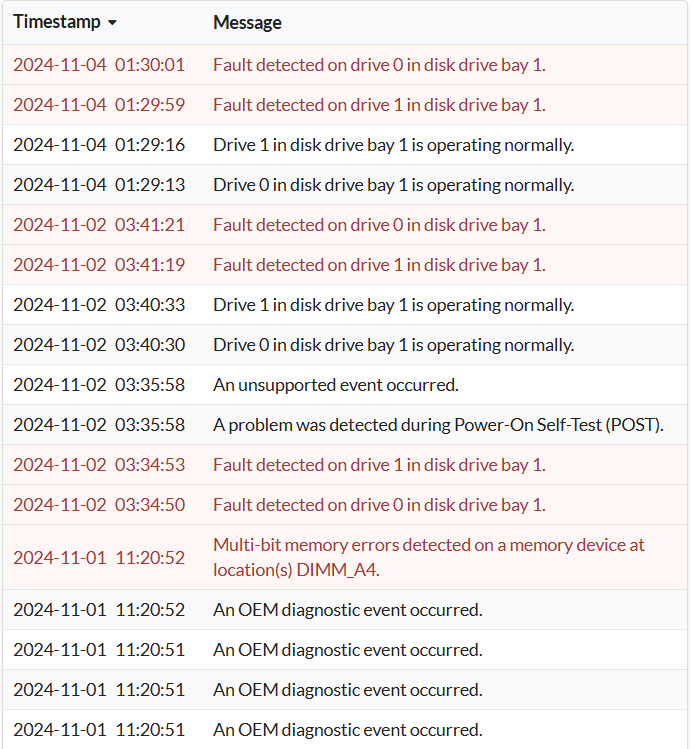 Timestamp Message
2024-11-04 01:30:01 Fault detected on drive 0 in disk drive bay 1.
2024-11-04 01:29:59 Fault detected on drive 1 in disk drive bay 1.
2024-11-04 01:29:16 Drive 1 in disk drive bay 1 is operating normally.
2024-11-04 01:29:13 Drive 0 in disk drive bay 1 is operating normally.
2024-11-02 03:41:21 Fault detected on drive 0 in disk drive bay 1.
2024-11-02 03:41:19 Fault detected on drive 1 in disk drive bay 1.
2024-11-02 03:40:33 Drive 1 in disk drive bay 1 is operating normally.
2024-11-02 03:40:30 Drive 0 in disk drive bay 1 is operating normally.
2024-11-02 03:35:58 An unsupported event occurred.
2024-11-02 03:35:58 A problem was detected during Power-On Self-Test (POST).
2024-11-02 03:34:53 Fault detected on drive 1 in disk drive bay 1.
2024-11-02 03:34:50 Fault detected on drive 0 in disk drive bay 1.
2024-11-01 11:20:52 Multi-bit memory errors detected on a memory device at
location(s) DIMM_A4.
2024-11-01 11:20:52 An OEM diagnostic event occurred.
2024-11-01 11:20:51 An OEM diagnostic event occurred.
2024-11-01 11:20:51 An OEM diagnostic event occurred.
2024-11-01 11:20:51 An OEM diagnostic event occurred.